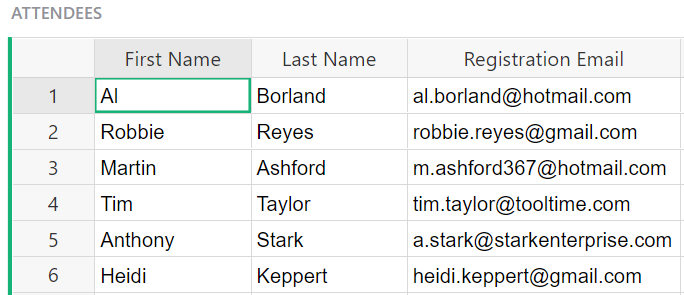 ATTENDEES
First Name Last Name Registration Email
1 Al Borland al.borland@hotmail.com
2 Robbie Reyes robbie.reyes@gmail.com
3 Martin Ashford m.ashford367@hotmail.com
4 Tim Taylor tim.taylor@tooltime.com
5 Anthony Stark a.stark@starkenterprise.com
6 Heidi Keppert heidi.keppert@gmail.com